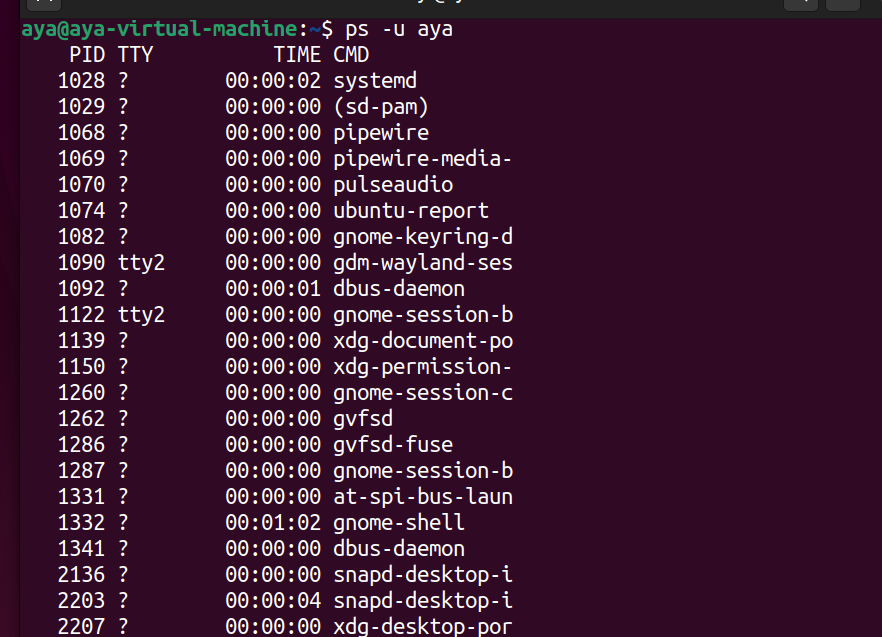 aya@aya-virtual-machine:~$ ps -u aya
PID TTY TIME CMD
1028 ? 00:00:02 systemd
1029 ? 00:00:00 (sd-pam)
1068 ? 00:00:00 pipewire
1069 ? 00:00:00 pipewire-media-
1070 ? 00:00:00 pulseaudio
1074 ? 00:00:00 ubuntu-report
1082 ? 00:00:00 gnome-keyring-d
1090 tty2 00:00:00 gdm-wayland-ses
1092 ? 00:00:01 dbus-daemon
1122 tty2 00:00:00 gnome-session-b
1139 ? 00:00:00 xdg-document-po
1150 ? 00:00:00 xdg-permission-
1260 ? 00:00:00 gnome-session-c
1262 ? 00:00:00 gvfsd
1286 ? 00:00:00 gvfsd-fuse
1287 ? 00:00:00 gnome-session-b
1331 ? 00:00:00 at-spi-bus-laun
1332 ? 00:01:02 gnome-shell
1341 ? 00:00:00 dbus-daemon
2136 ? 00:00:00 snapd-desktop-i
2203 ? 00:00:04 snapd-desktop-i
2207 ? 00:00:00 xdg-desktop-por